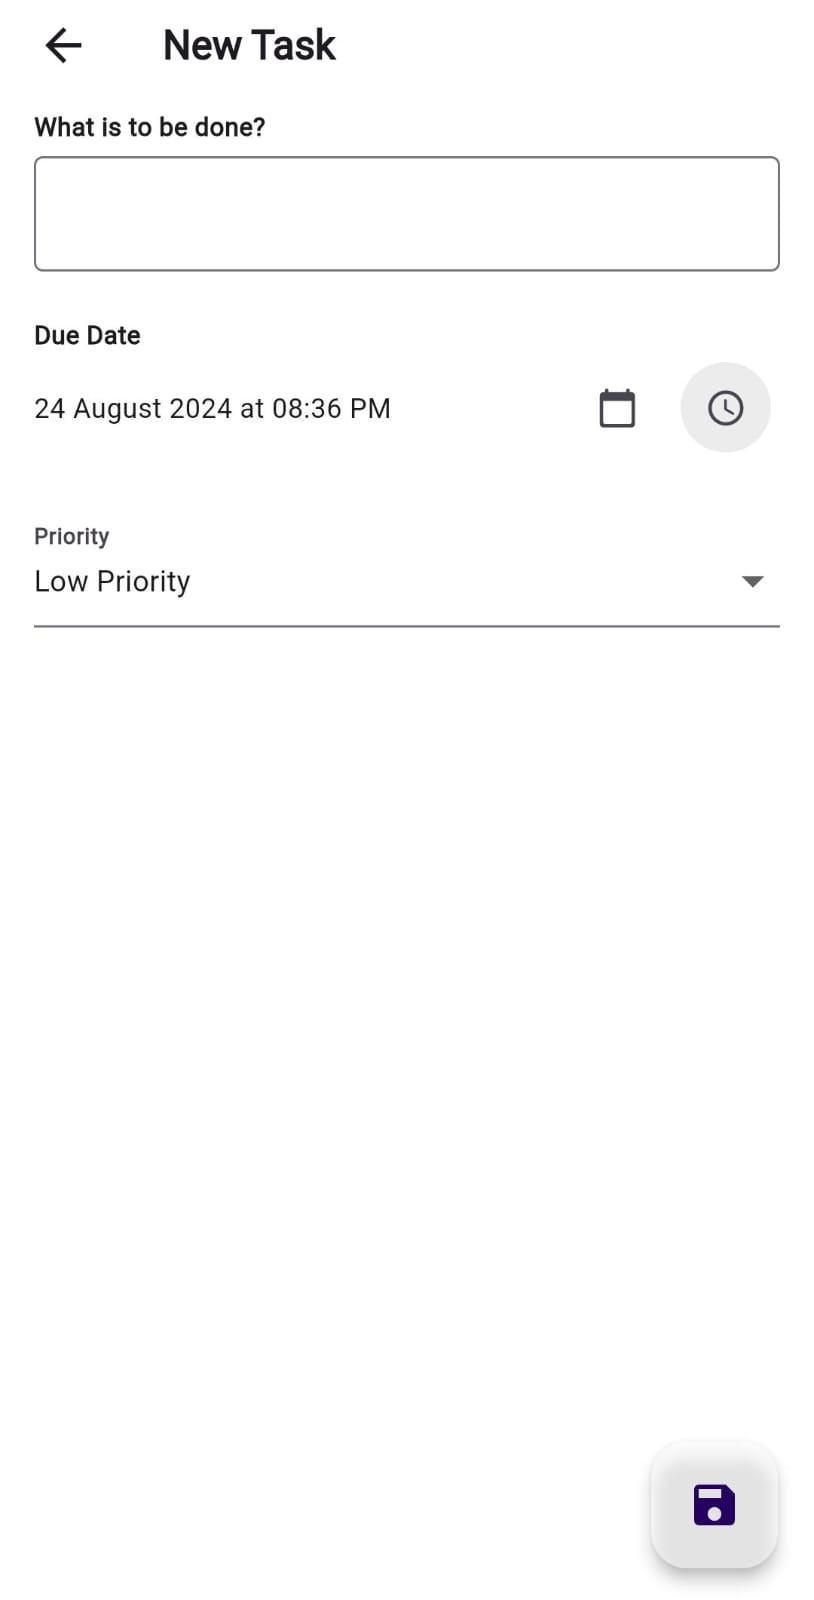 New Task
What is to be done?
Due Date
24 August 2024 at 08:36 PM
Priority
Low Priority